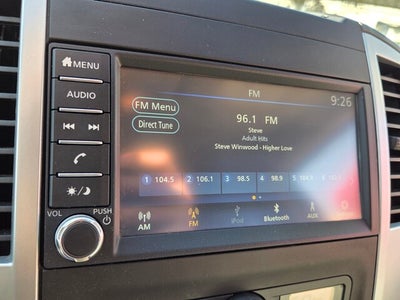 MENU
AUDIO
VOL PUSH
FM
9:26
FM Menu
Direct Tune
96.1 FM
Steve
Adult Hits
Steve Winwood - Higher Love
1 104.5 2 106.1 3 98.5 4 98.9 5 6
AM FM iPod Bluetooth AUX